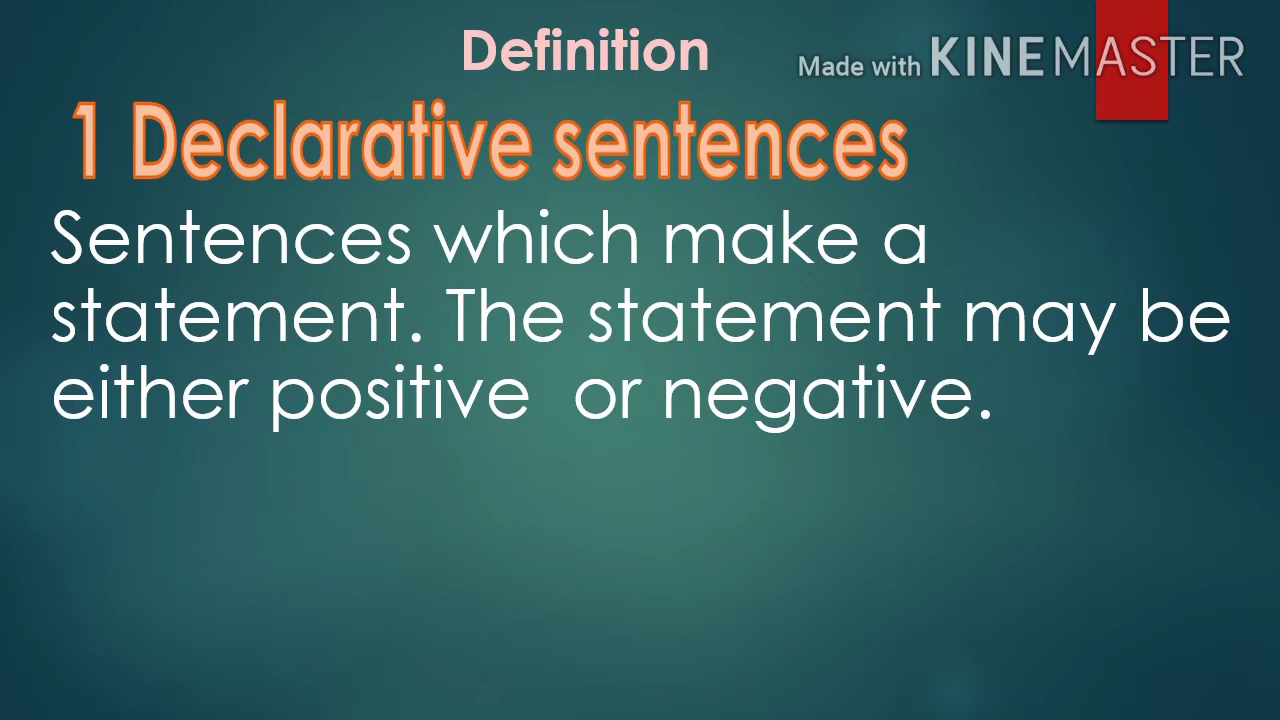 Definition
Made with KINEMASTER
1 Declarative sentences
Sentences which make a
statement. The statement may be
either positive  or negative.